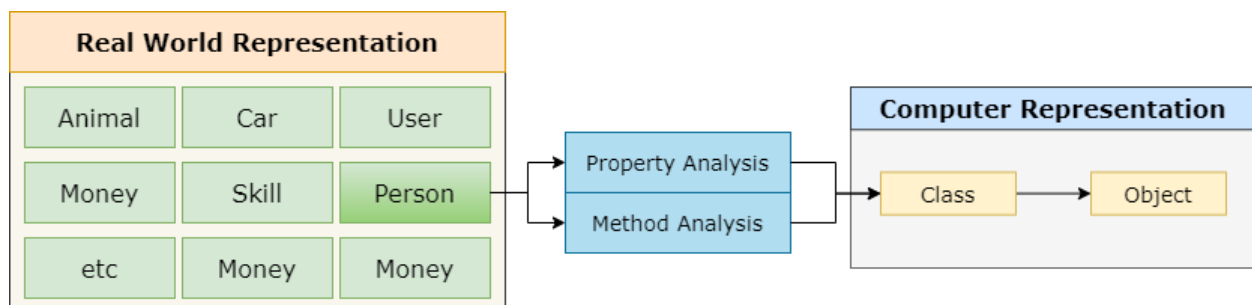 Real World Representation
Animal
Car
User
Money
Skill
Person
etc
Money
Money
Property Analysis
Method Analysis
Computer Representation
Class
Object